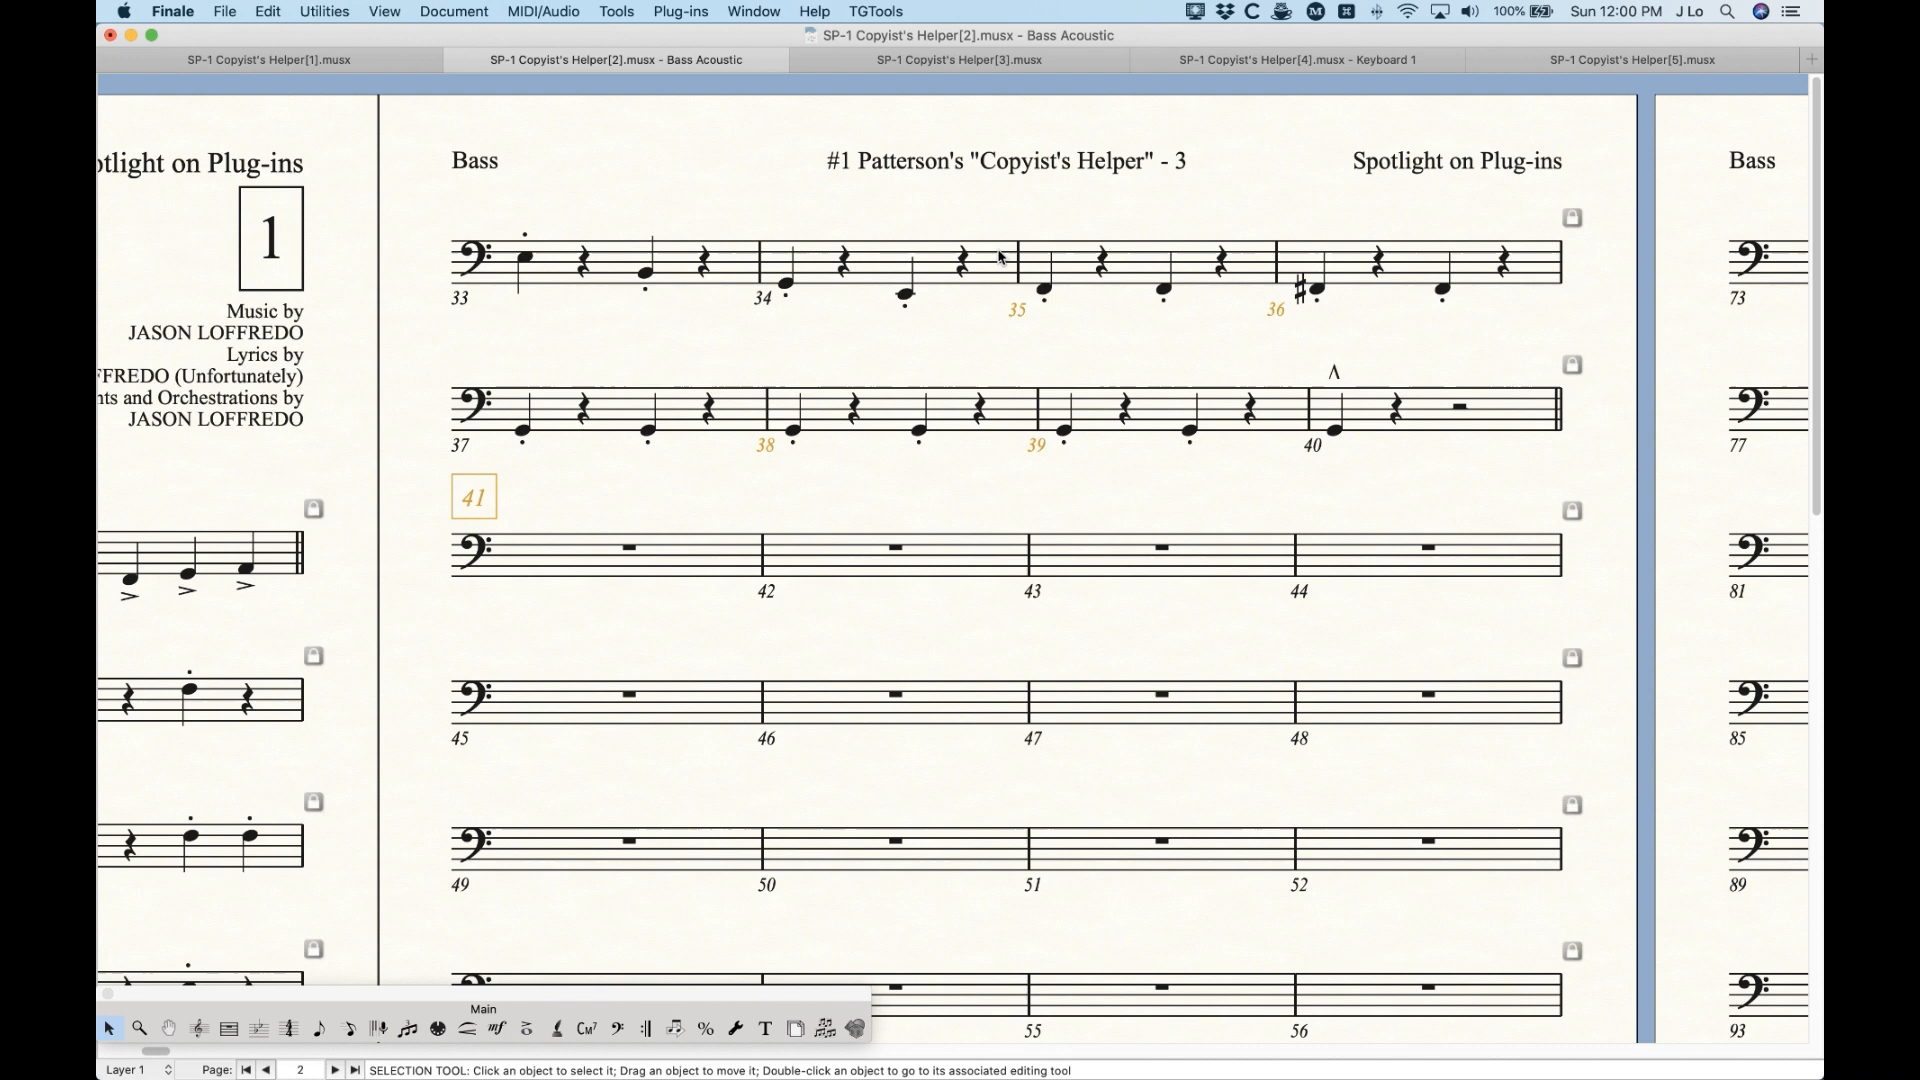 Finale File Edit Utilities View Document MIDI/Audio Tools Plug-ins Window Help TGTools 100% Sun 12:00 PM J Lo
SP-1 Copyist's Helper[2].musx - Bass Acoustic
SP-1 Copyist's Helper[1].musx SP-1 Copyist's Helper[2].musx - Bass Acoustic SP-1 Copyist's Helper[3].musx SP-1 Copyist's Helper[4].musx - Keyboard 1 SP-1 Copyist's Helper[5].musx
otlight on Plug-ins
1
Music by
JASON LOFFREDO
Lyrics by
FFREDO (Unfortunately)
nts and Orchestrations by
JASON LOFFREDO
Bass #1 Patterson's "Copyist's Helper" - 3 Spotlight on Plug-ins
33 34 35 36
37 38 39 40
41
42 43 44
45 46 47 48
49 50 51 52
55 56
Bass
73
77
81
85
89
93
Main
mf CM7 % T
Layer 1 Page: 2 SELECTION TOOL: Click an object to select it; Drag an object to move it; Double-click an object to go to its associated editing tool